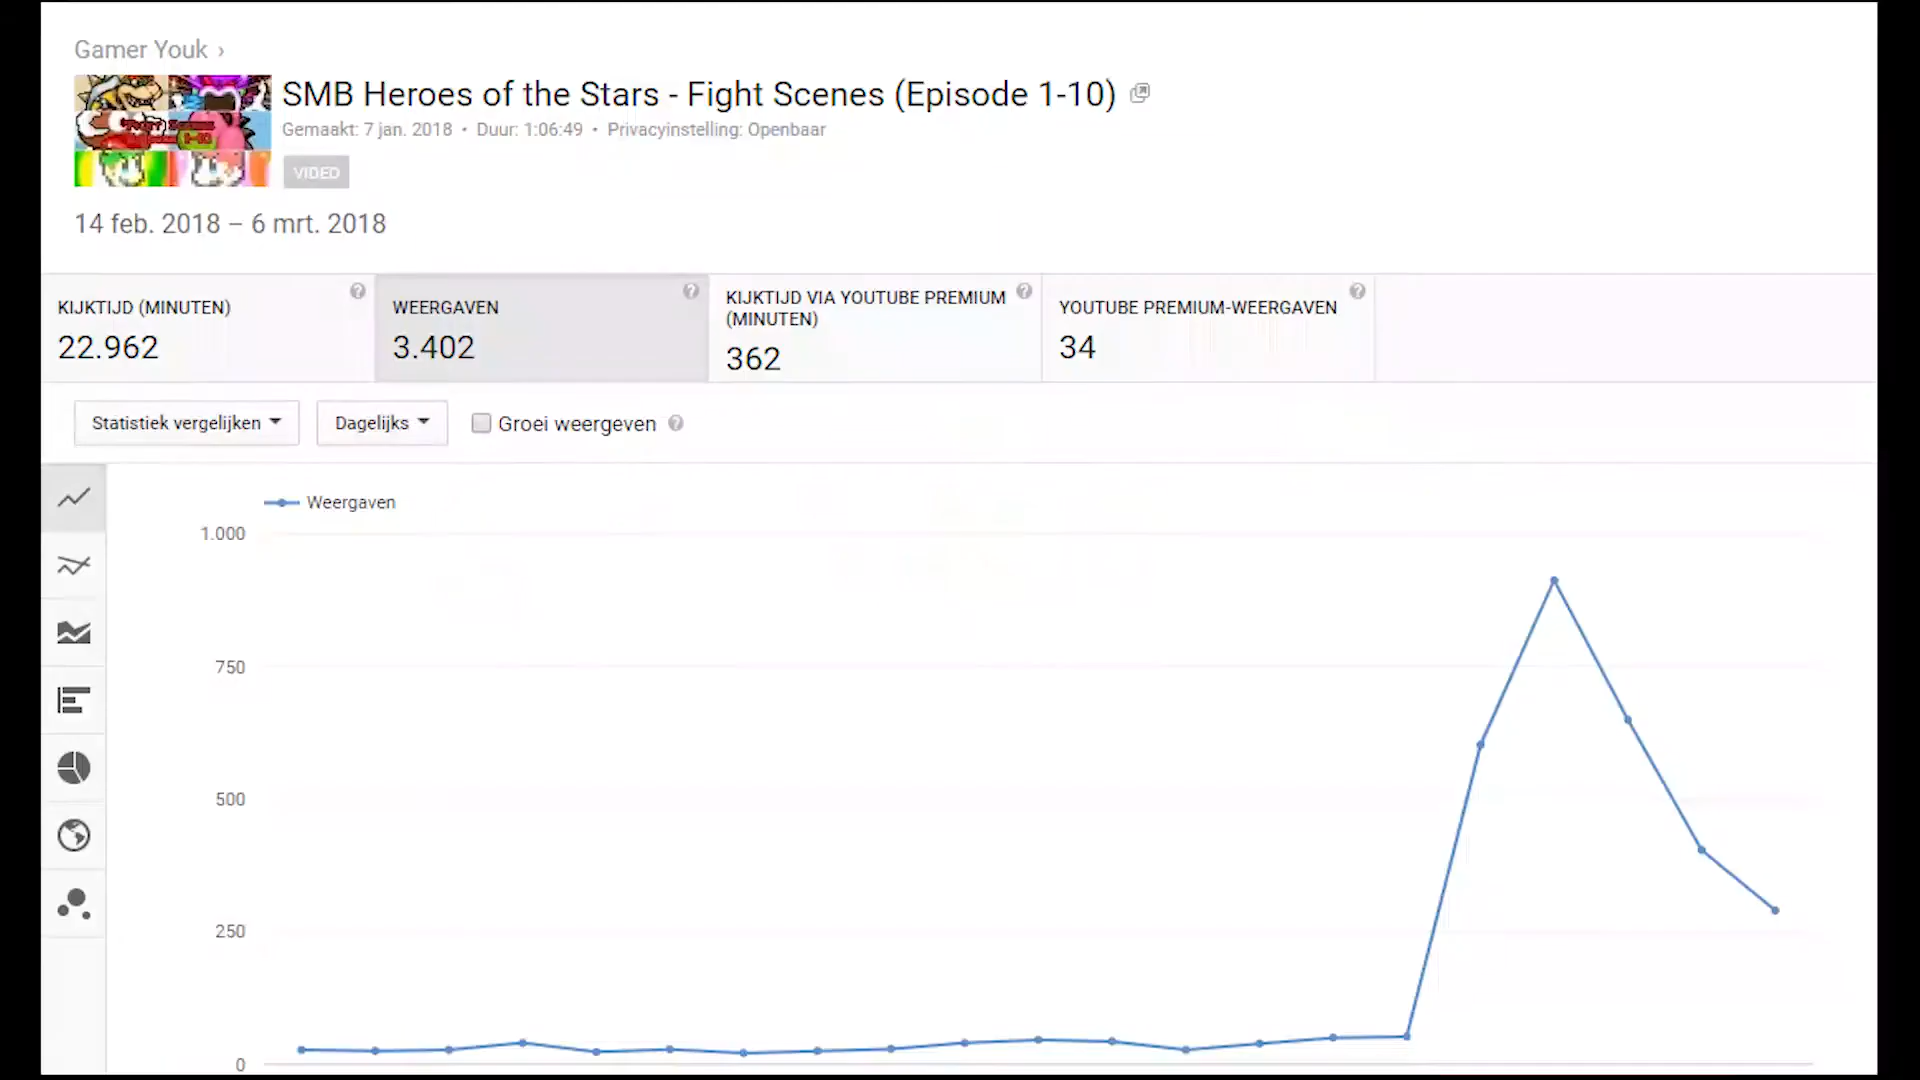 Gamer Youk ›
SMB Heroes of the Stars - Fight Scenes (Episode 1-10)
Gemaakt: 7 jan. 2018 • Duur: 1:06:49 • Privacyinstelling: Openbaar
VIDEO
14 feb. 2018 – 6 mrt. 2018
KIJKTIJD (MINUTEN)
22.962
WEERGAVEN
3.402
KIJKTIJD VIA YOUTUBE PREMIUM
(MINUTEN)
362
YOUTUBE PREMIUM-WEERGAVEN
34
Statistiek vergelijken
Dagelijks
Groei weergeven
Weergaven
1.000
750
500
250
0